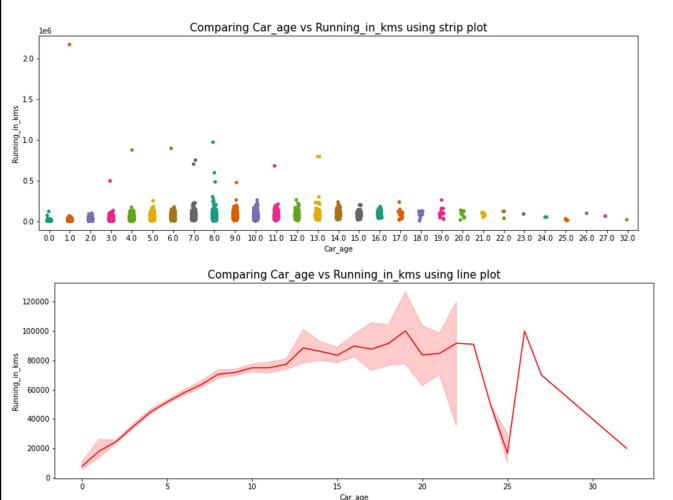 Comparing Car_age vs Running_in_kms using strip plot
1e6
2.0
1.5
1.0
0.5
0.0
Running_in_kms
0.0 1.0 2.0 3.0 4.0 5.0 6.0 7.0 8.0 9.0 10.0 11.0 12.0 13.0 14.0 15.0 16.0 17.0 18.0 19.0 20.0 21.0 22.0 23.0 24.0 25.0 26.0 27.0 32.0
Car_age
Comparing Car_age vs Running_in_kms using line plot
120000
100000
80000
60000
40000
20000
0
Running_in_kms
0 5 10 15 20 25 30
Car_age